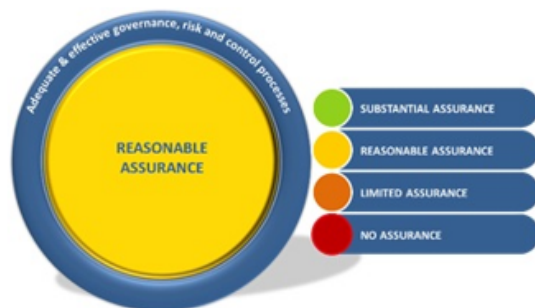 Adequate & effective governance, risk and control processes
REASONABLE
ASSURANCE
SUBSTANTIAL ASSURANCE
REASONABLE ASSURANCE
LIMITED ASSURANCE
NO ASSURANCE